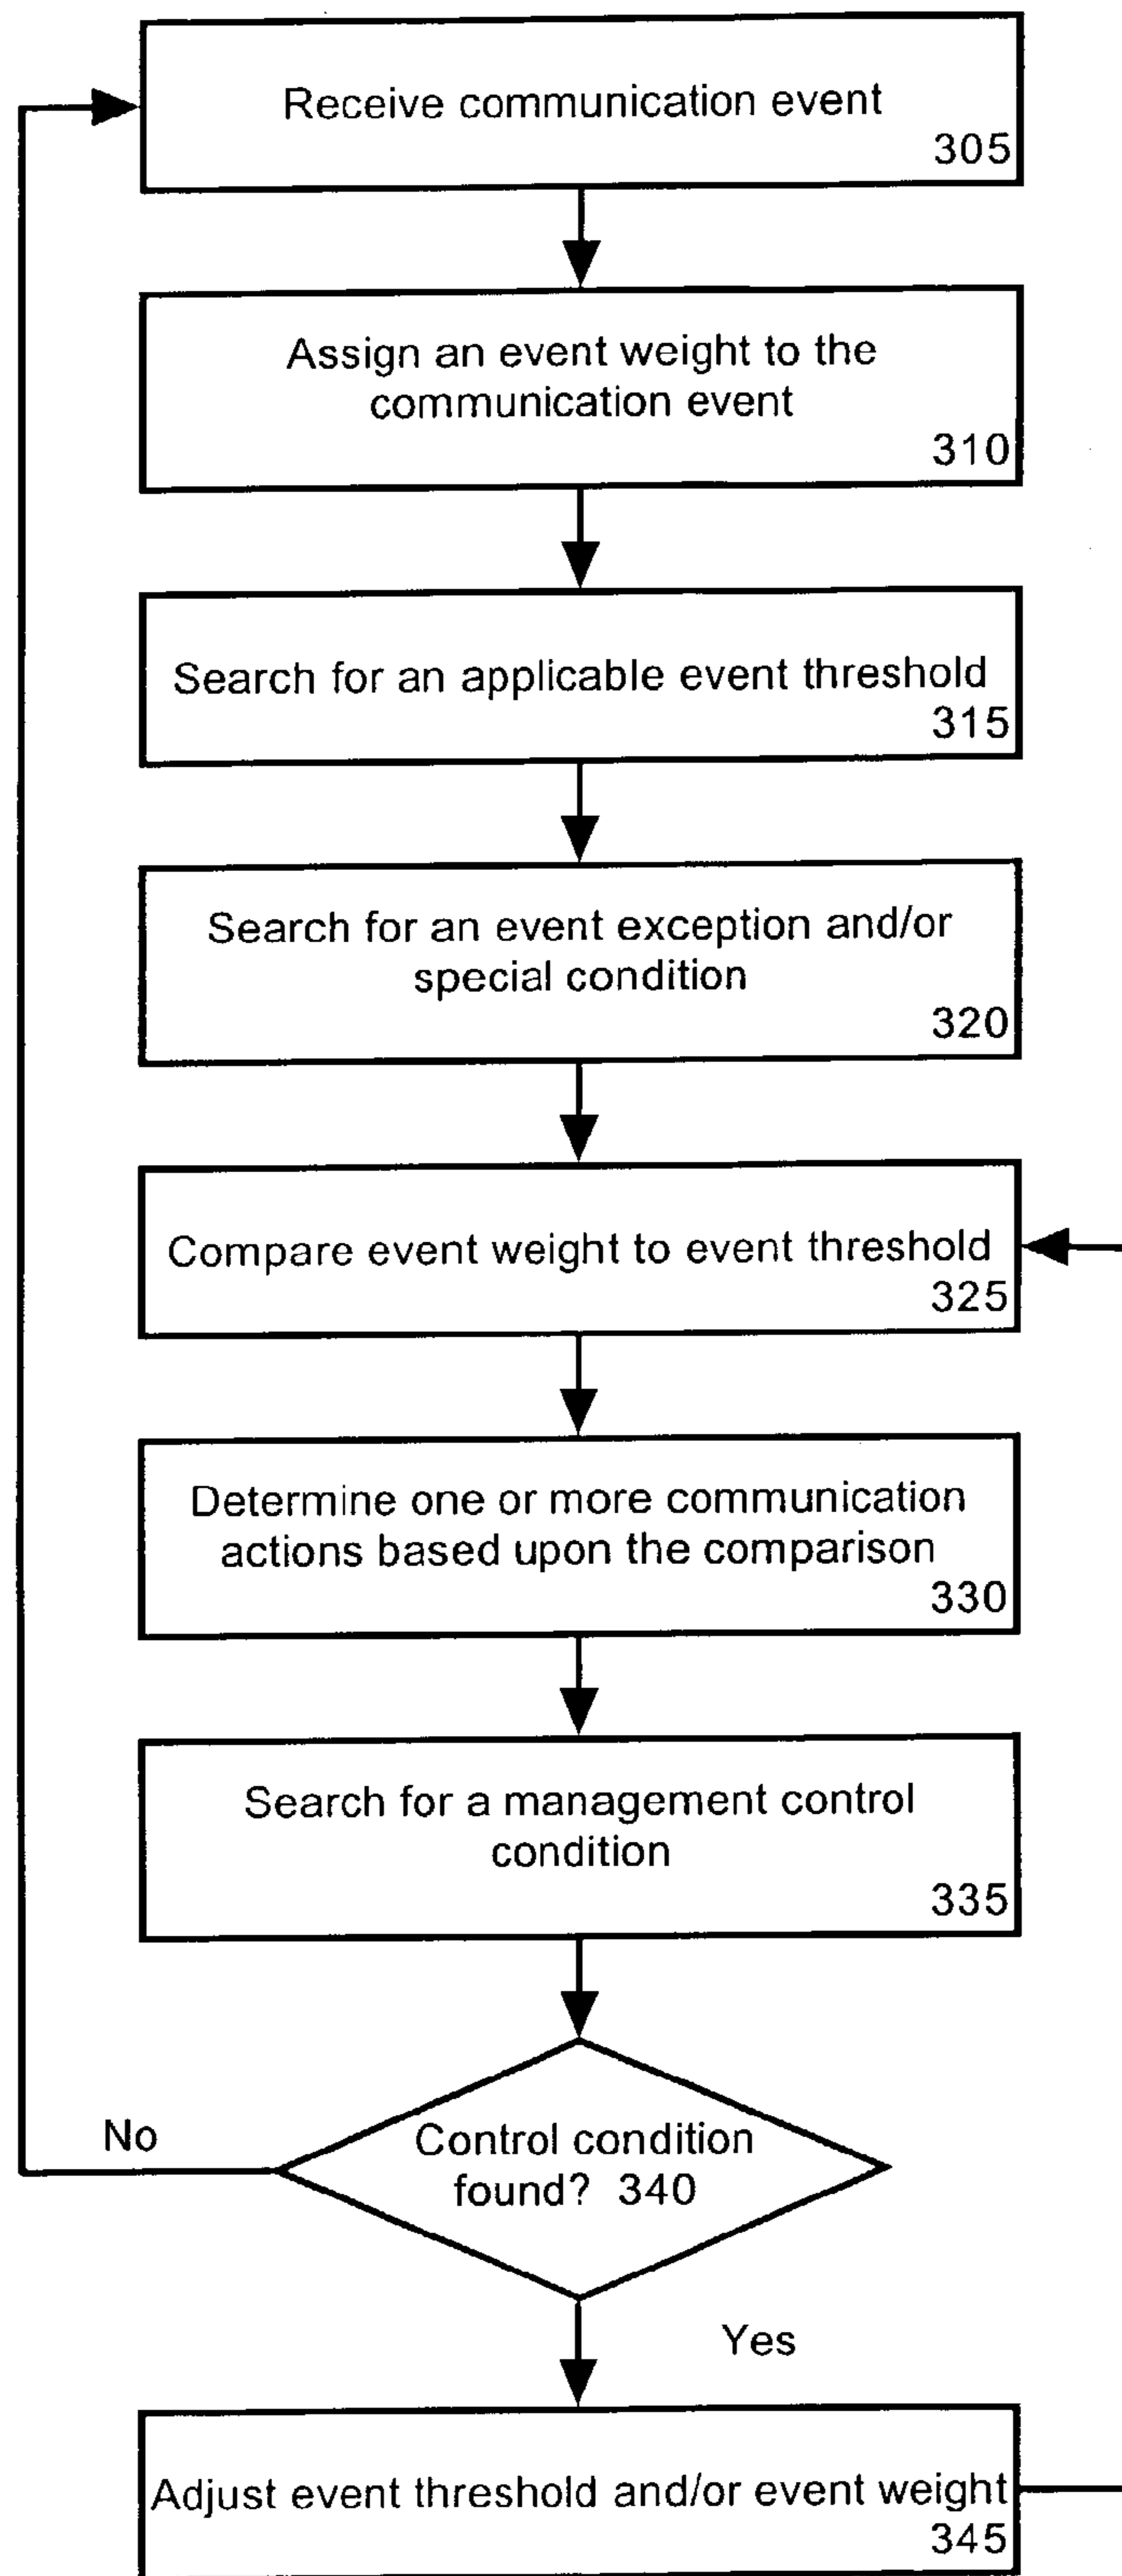 Receive communication event
305
Assign an event weight to the
communication event
310
Search for an applicable event threshold
315
Search for an event exception and/or
special condition
320
Compare event weight to event threshold
325
Determine one or more communication
actions based upon the comparison
330
Search for a management control
condition
335
Control condition
found? 340
No
Yes
Adjust event threshold and/or event weight
345